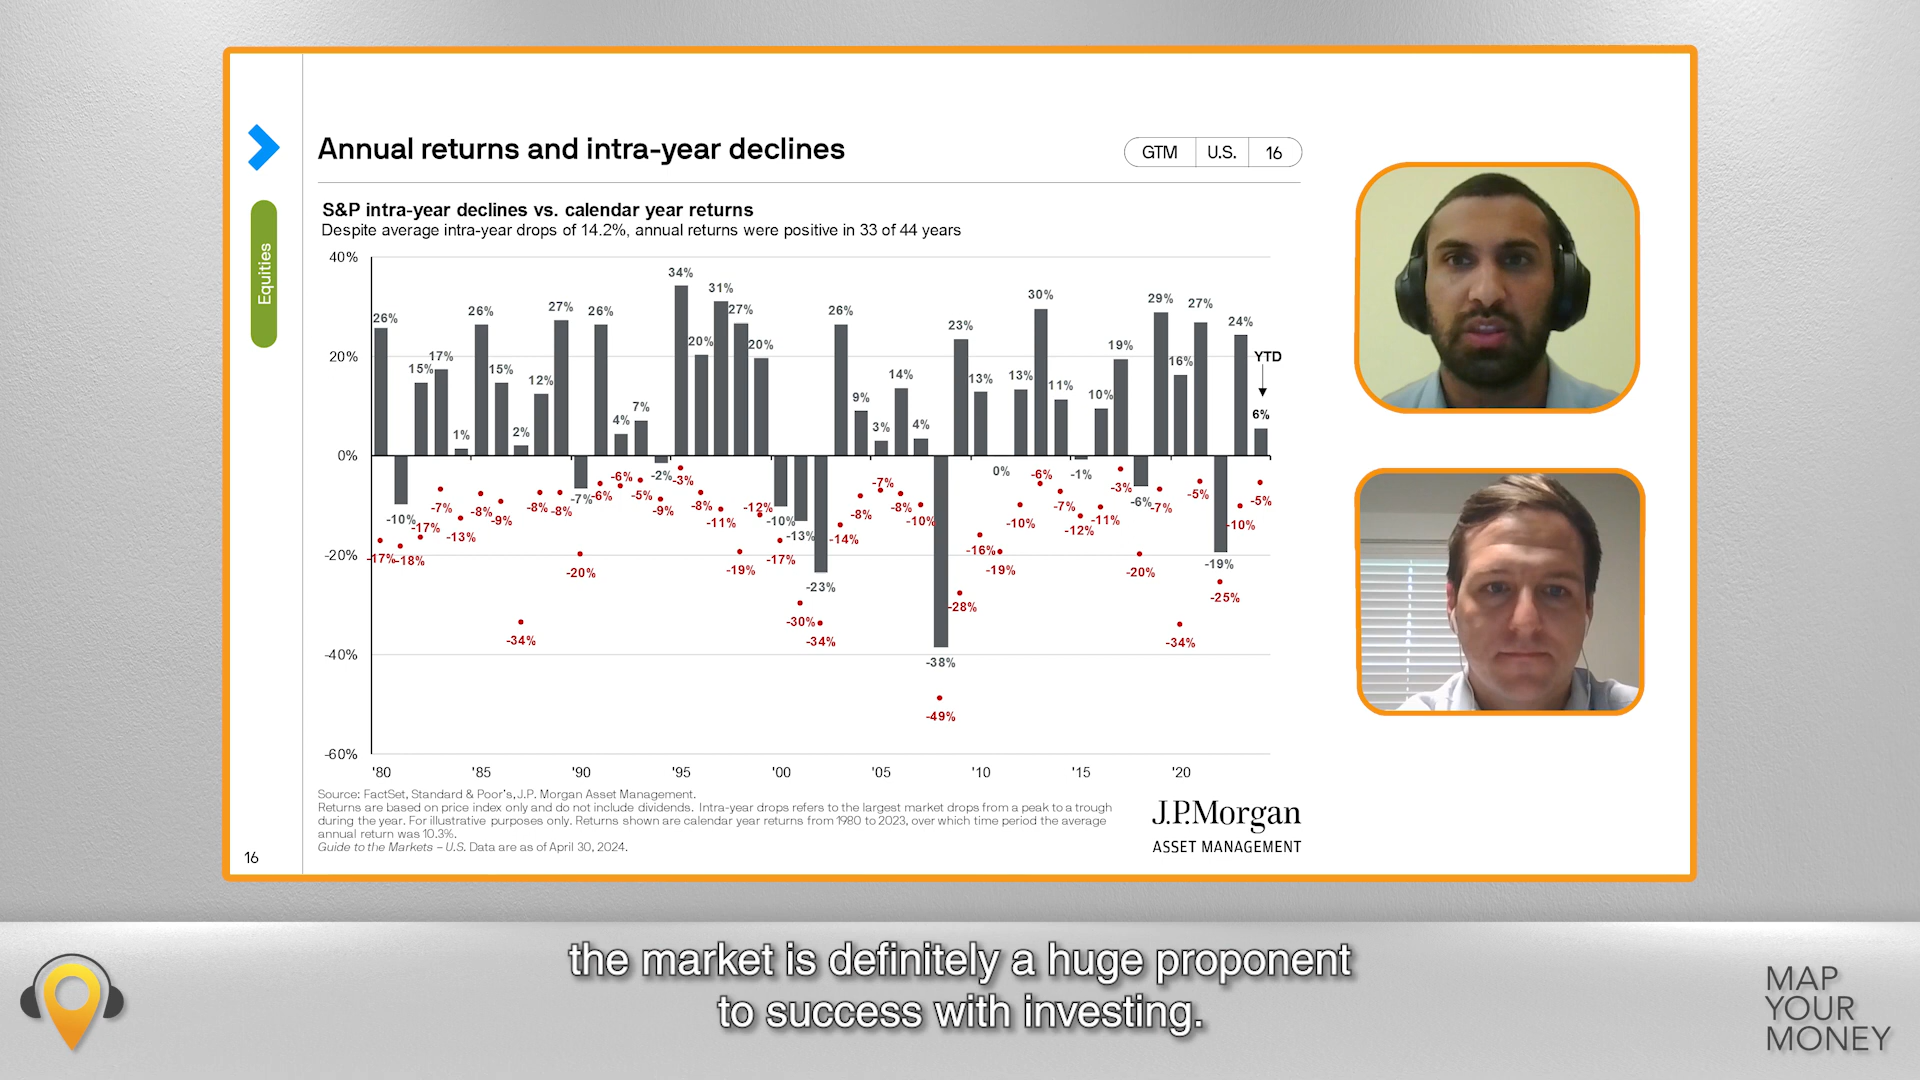 Annual returns and intra-year declines
GTM U.S. 16
Equities
S&P intra-year declines vs. calendar year returns
Despite average intra-year drops of 14.2%, annual returns were positive in 33 of 44 years
40%
20%
0%
-20%
-40%
-60%
26% -10% 15% 17% 1% 26% 15% 2% 12% 27% -7% 26% 4% 7% -2% 34% 20% 31% 27% 20% -10% -13% -23% 26% 9% 3% 14% 4% -38% 23% 13% 0% 13% 30% 11% -1% 10% 19% -6% 29% 16% 27% -19% 24% 6%
YTD
-17% -18% -17% -7% -13% -8% -9% -34% -8% -8% -20% -6% -6% -5% -9% -3% -8% -11% -19% -12% -17% -30% -34% -14% -8% -7% -8% -10% -49% -28% -16% -19% -10% -6% -7% -12% -11% -3% -20% -7% -34% -5% -25% -10% -5%
'80 '85 '90 '95 '00 '05 '10 '15 '20
Source: FactSet, Standard & Poor's, J.P. Morgan Asset Management.
Returns are based on price index only and do not include dividends. Intra-year drops refers to the largest market drops from a peak to a trough
during the year. For illustrative purposes only. Returns shown are calendar year returns from 1980 to 2023, over which time period the average
annual return was 10.3%.
Guide to the Markets – U.S. Data are as of April 30, 2024.
J.P.Morgan
ASSET MANAGEMENT
16
the market is definitely a huge proponent
to success with investing.
MAP
YOUR
MONEY